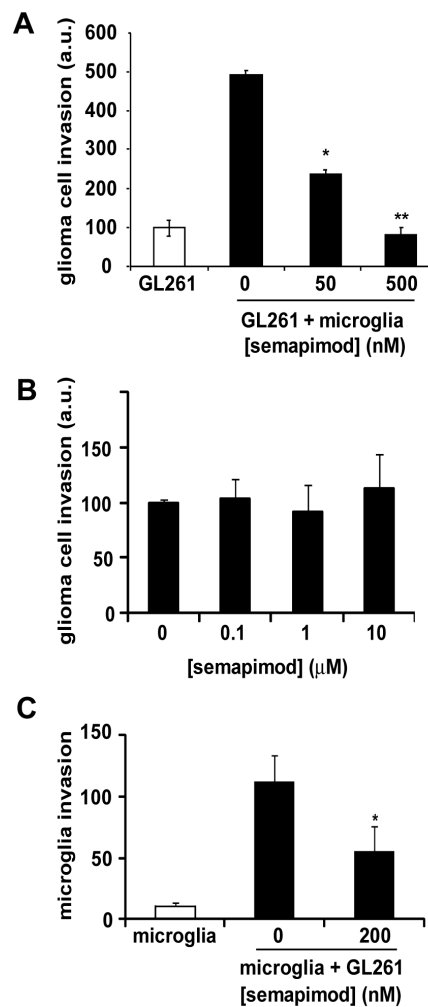 A
glioma cell invasion (a.u.)
600
500
400
300
200
100
0
*
**
GL261
0 50 500
GL261 + microglia
[semapimod] (nM)
B
glioma cell invasion (a.u.)
150
100
50
0
0 0.1 1 10
[semapimod] (μM)
C
microglia invasion
150
100
50
0
*
microglia
0 200
microglia + GL261
[semapimod] (nM)